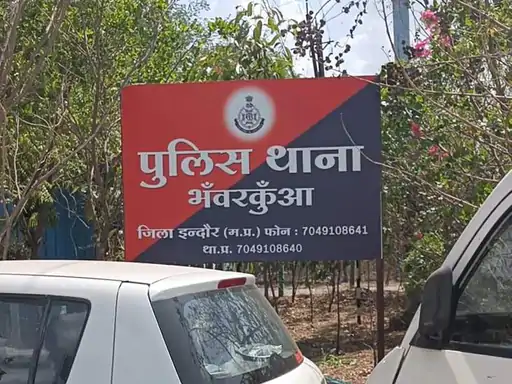 पुलिस थाना
भँवरकुँआ
जिला इन्दौर (म.प्र.) फोन : 7049108641
था.प्र. 7049108640